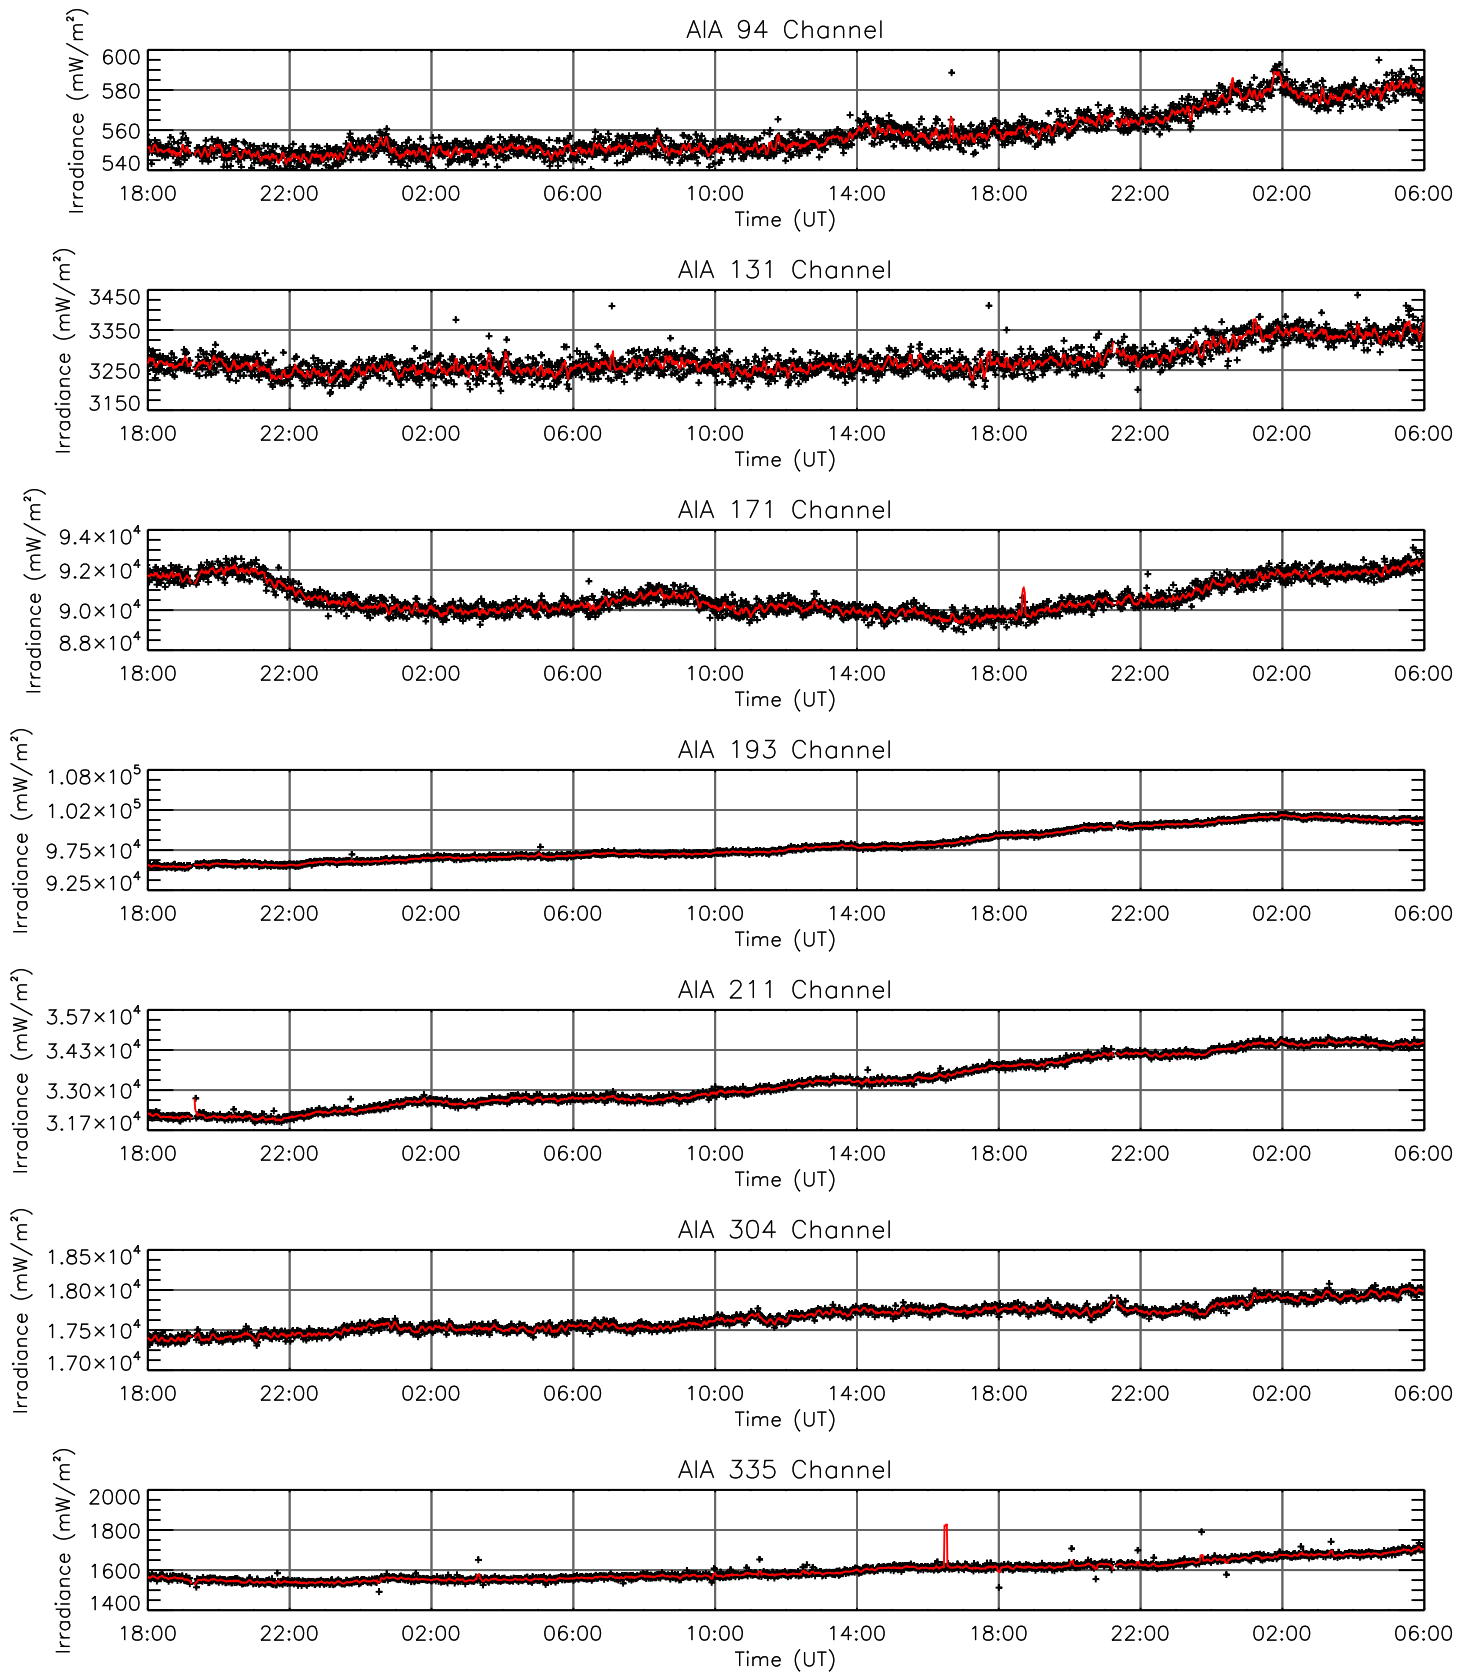 AIA 94 Channel
Irradiance (mW/m²)
600
580
560
540
18:00 22:00 02:00 06:00 10:00 14:00 18:00 22:00 02:00 06:00
Time (UT)
AIA 131 Channel
Irradiance (mW/m²)
3450
3350
3250
3150
18:00 22:00 02:00 06:00 10:00 14:00 18:00 22:00 02:00 06:00
Time (UT)
AIA 171 Channel
Irradiance (mW/m²)
9.4×10⁴
9.2×10⁴
9.0×10⁴
8.8×10⁴
18:00 22:00 02:00 06:00 10:00 14:00 18:00 22:00 02:00 06:00
Time (UT)
AIA 193 Channel
Irradiance (mW/m²)
1.08×10⁵
1.02×10⁵
9.75×10⁴
9.25×10⁴
18:00 22:00 02:00 06:00 10:00 14:00 18:00 22:00 02:00 06:00
Time (UT)
AIA 211 Channel
Irradiance (mW/m²)
3.57×10⁴
3.43×10⁴
3.30×10⁴
3.17×10⁴
18:00 22:00 02:00 06:00 10:00 14:00 18:00 22:00 02:00 06:00
Time (UT)
AIA 304 Channel
Irradiance (mW/m²)
1.85×10⁴
1.80×10⁴
1.75×10⁴
1.70×10⁴
18:00 22:00 02:00 06:00 10:00 14:00 18:00 22:00 02:00 06:00
Time (UT)
AIA 335 Channel
Irradiance (mW/m²)
2000
1800
1600
1400
18:00 22:00 02:00 06:00 10:00 14:00 18:00 22:00 02:00 06:00
Time (UT)